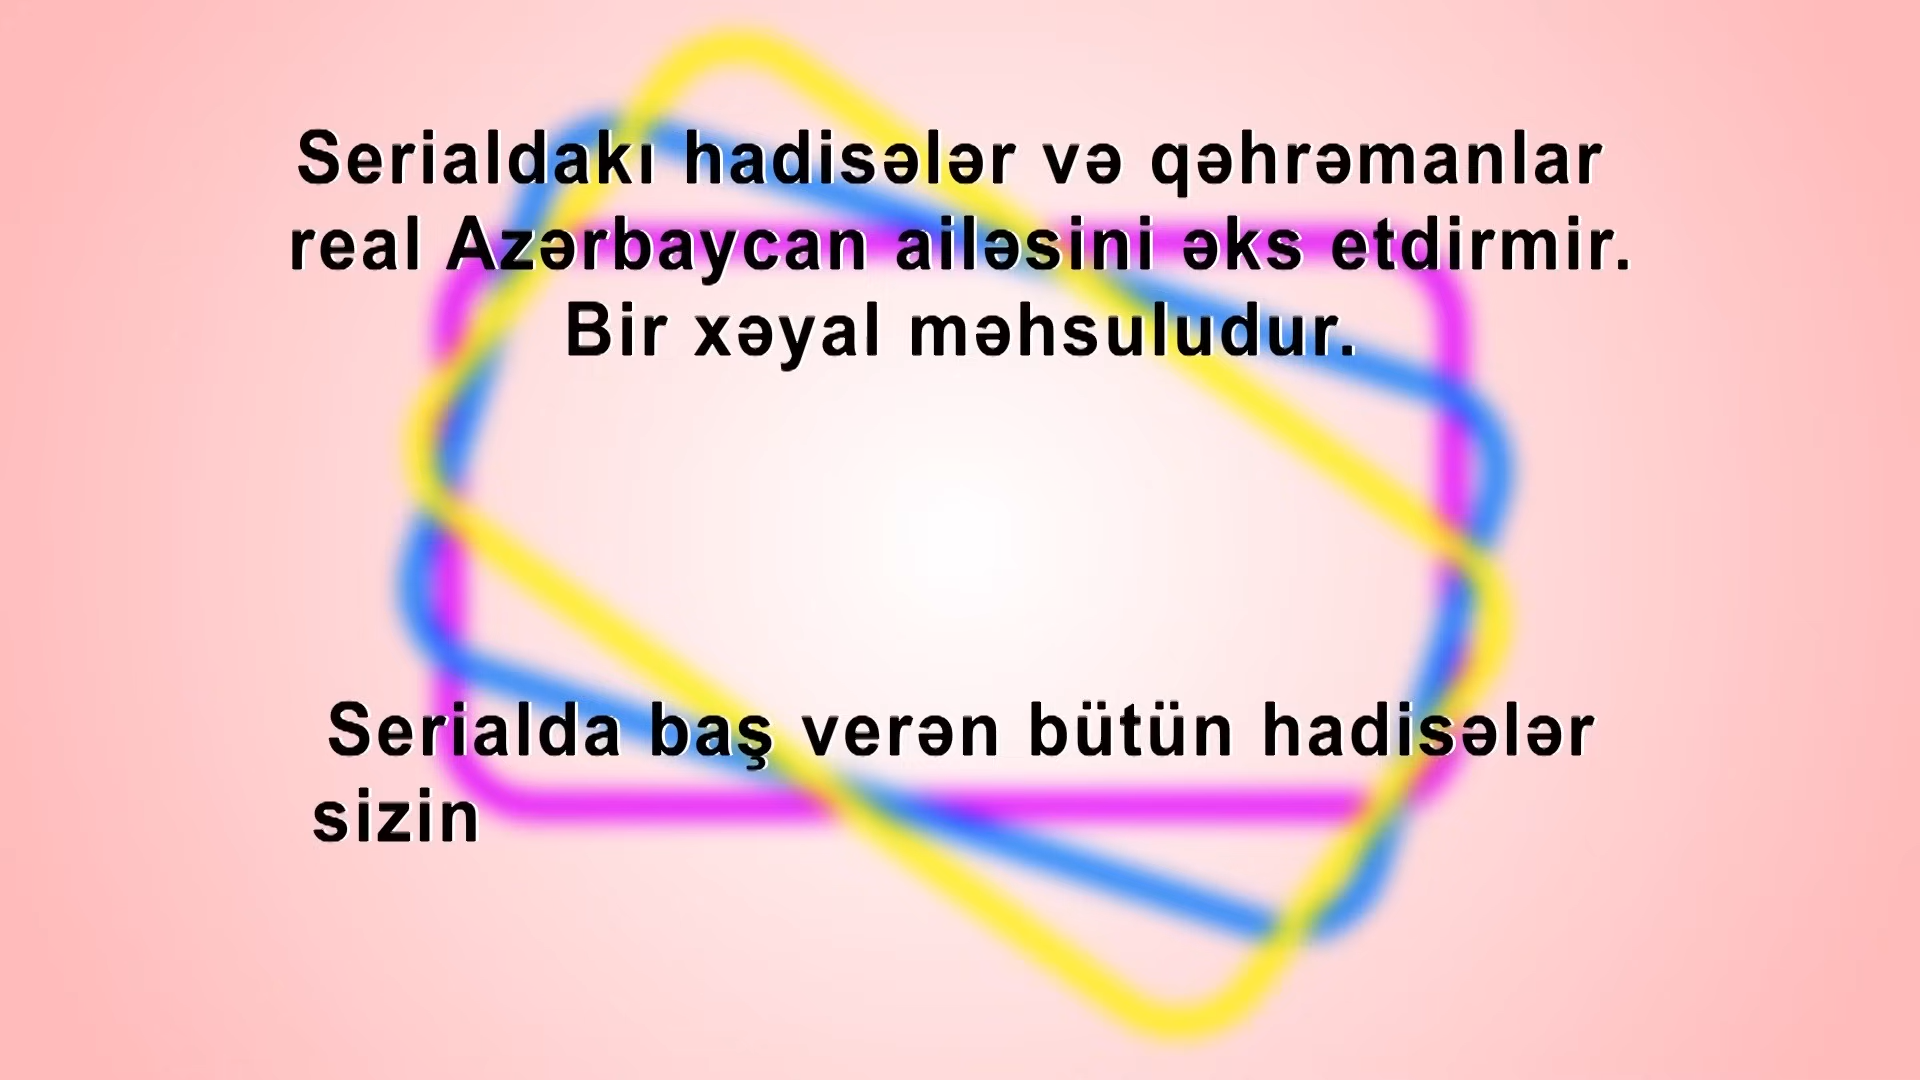 Serialdakı hadisələr və qəhrəmanlar
real Azərbaycan ailəsini əks etdirmir.
Bir xəyal məhsuludur.
Serialda baş verən bütün hadisələr
sizin